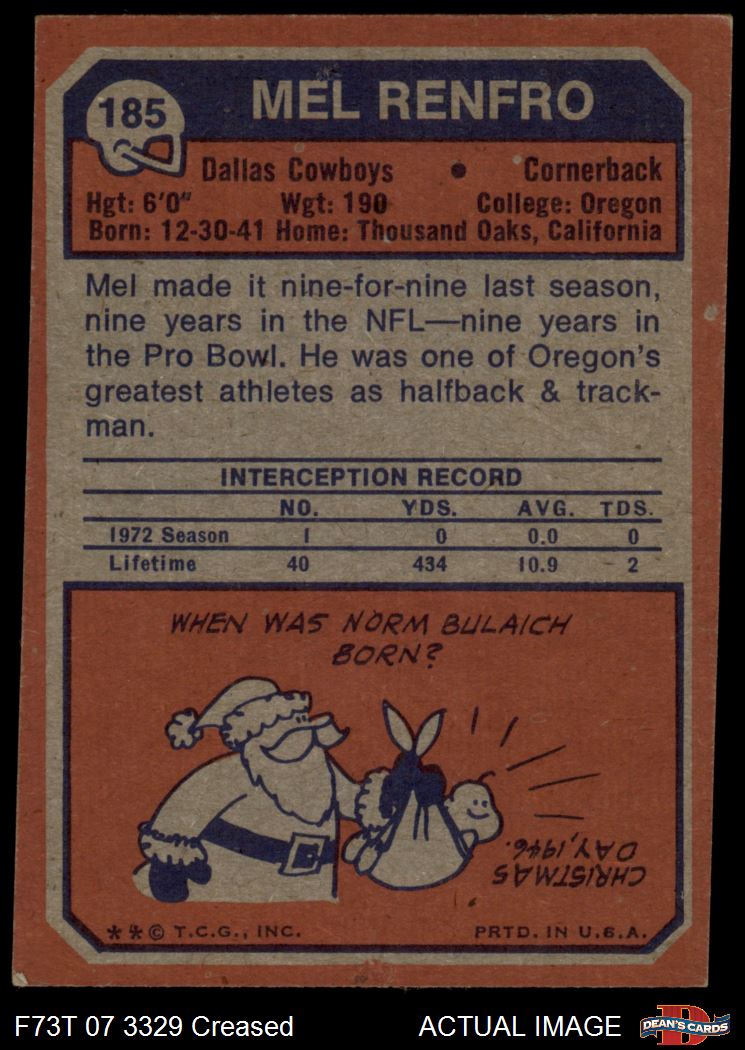 185
MEL RENFRO
Dallas Cowboys • Cornerback
Hgt: 6'0" Wgt: 190 College: Oregon
Born: 12-30-41 Home: Thousand Oaks, California
Mel made it nine-for-nine last season,
nine years in the NFL—nine years in
the Pro Bowl. He was one of Oregon's
greatest athletes as halfback & track-
man.
INTERCEPTION RECORD
NO. YDS. AVG. TDS.
1972 Season 1 0 0.0 0
Lifetime 40 434 10.9 2
WHEN WAS NORM BULAICH
BORN?
CHRISTMAS
DAY, 1946.
** © T.C.G., INC. PRTD. IN U.S.A.
F73T 07 3329 Creased ACTUAL IMAGE
D
DEAN'S CARDS
.COM